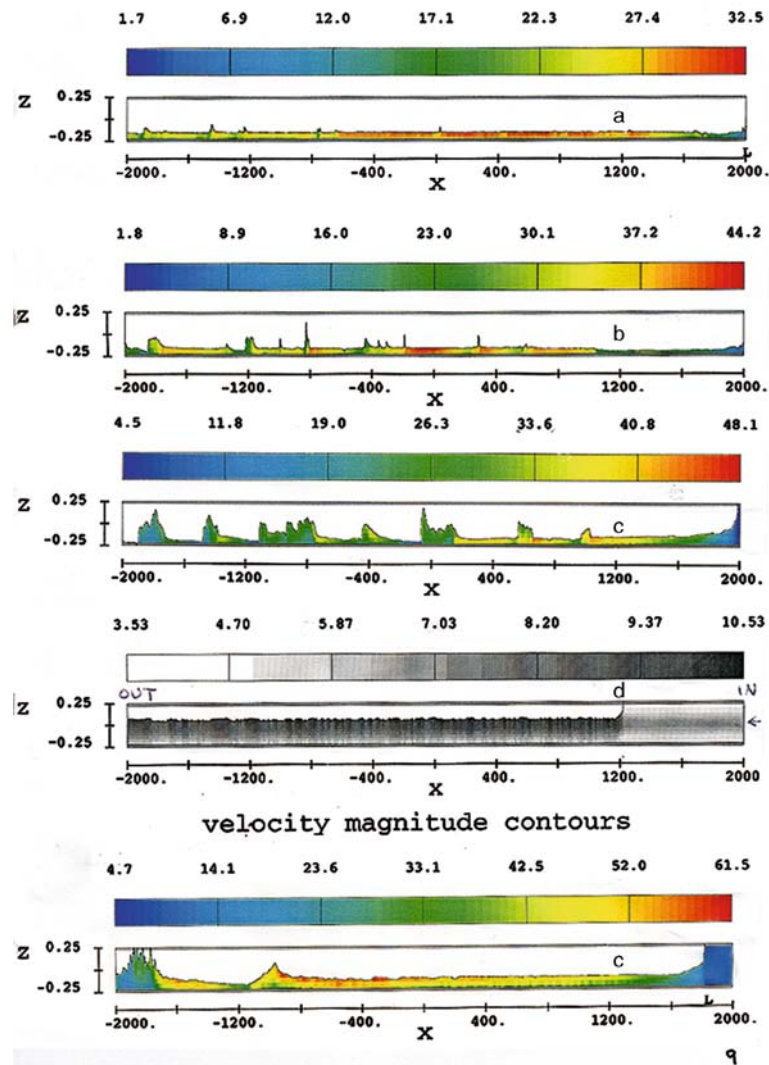 1.7 6.9 12.0 17.1 22.3 27.4 32.5
Z 0.25
a
-0.25
L
-2000. -1200. -400. 400. 1200. 2000.
X
1.8 8.9 16.0 23.0 30.1 37.2 44.2
Z 0.25
b
-0.25
-2000. -1200. -400. 400. 1200. 2000.
X
4.5 11.8 19.0 26.3 33.6 40.8 48.1
Z 0.25
c
-0.25
-2000. -1200. -400. 400. 1200. 2000.
X
3.53 4.70 5.87 7.03 8.20 9.37 10.53
OUT d IN
Z 0.25
-0.25 ←
-2000. -1200. -400. 400. 1200. 2000.
X
velocity magnitude contours
4.7 14.1 23.6 33.1 42.5 52.0 61.5
Z 0.25
c
-0.25
L
-2000. -1200. -400. 400. 1200. 2000.
X
9